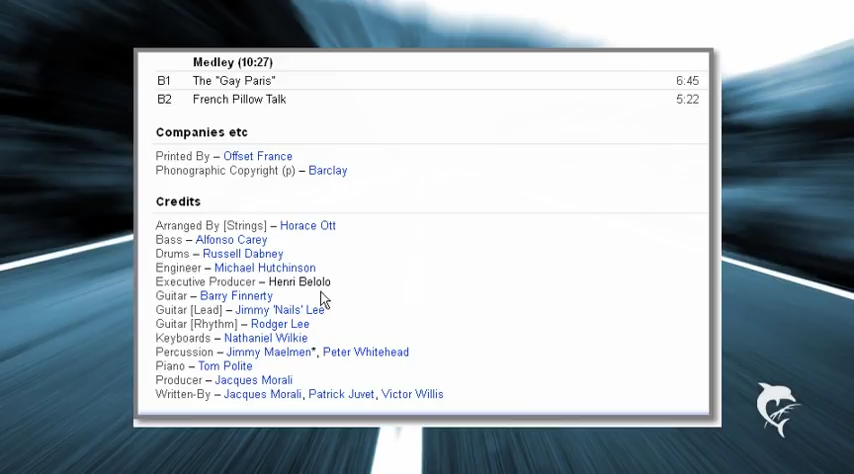 Medley (10:27)
B1 The "Gay Paris" 6:45
B2 French Pillow Talk 5:22
Companies etc
Printed By – Offset France
Phonographic Copyright (p) – Barclay
Credits
Arranged By [Strings] – Horace Ott
Bass – Alfonso Carey
Drums – Russell Dabney
Engineer – Michael Hutchinson
Executive Producer – Henri Belolo
Guitar – Barry Finnerty
Guitar [Lead] – Jimmy 'Nails' Lee
Guitar [Rhythm] – Rodger Lee
Keyboards – Nathaniel Wilkie
Percussion – Jimmy Maelmen*, Peter Whitehead
Piano – Tom Polite
Producer – Jacques Morali
Written-By – Jacques Morali, Patrick Juvet, Victor Willis